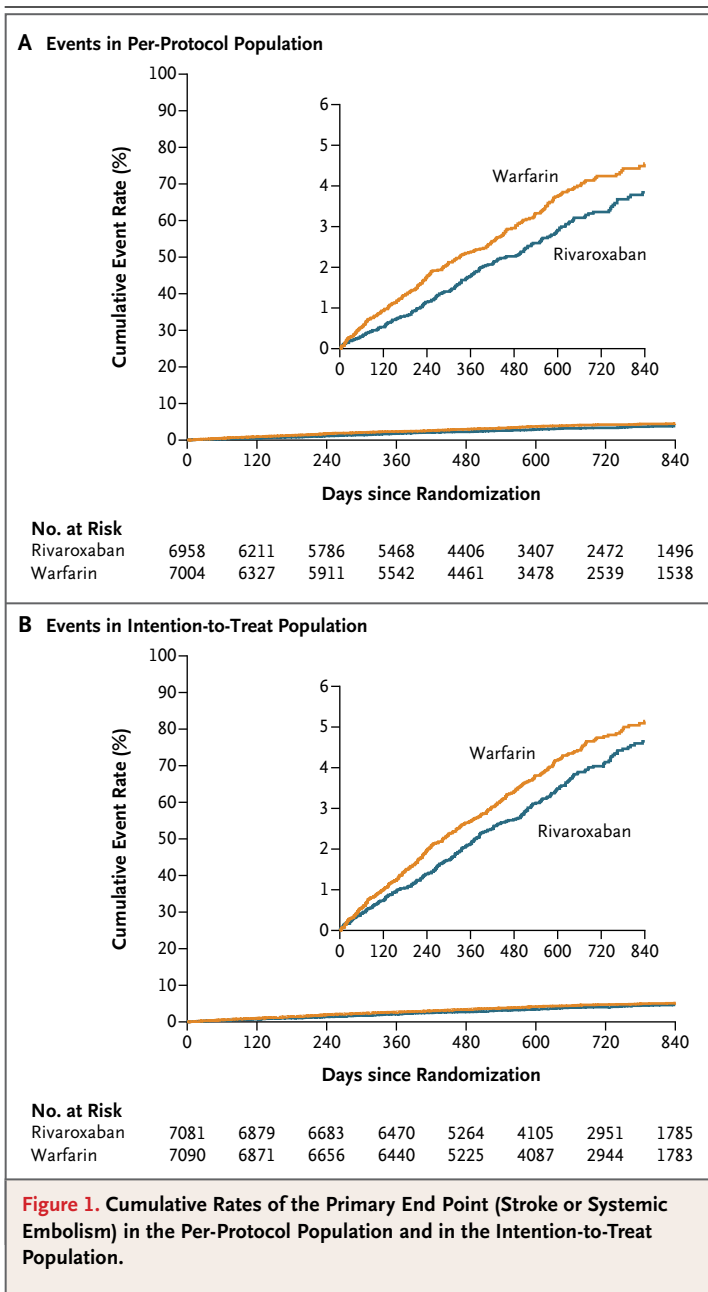 A Events in Per-Protocol Population
Cumulative Event Rate (%)
100
90
80
70
60
50
40
30
20
10
0
0 120 240 360 480 600 720 840
6
5
4
3
2
1
0
0 120 240 360 480 600 720 840
Warfarin
Rivaroxaban
Days since Randomization
No. at Risk
Rivaroxaban 6958 6211 5786 5468 4406 3407 2472 1496
Warfarin 7004 6327 5911 5542 4461 3478 2539 1538
B Events in Intention-to-Treat Population
Cumulative Event Rate (%)
100
90
80
70
60
50
40
30
20
10
0
0 120 240 360 480 600 720 840
6
5
4
3
2
1
0
0 120 240 360 480 600 720 840
Warfarin
Rivaroxaban
Days since Randomization
No. at Risk
Rivaroxaban 7081 6879 6683 6470 5264 4105 2951 1785
Warfarin 7090 6871 6656 6440 5225 4087 2944 1783
Figure 1. Cumulative Rates of the Primary End Point (Stroke or Systemic
Embolism) in the Per-Protocol Population and in the Intention-to-Treat
Population.